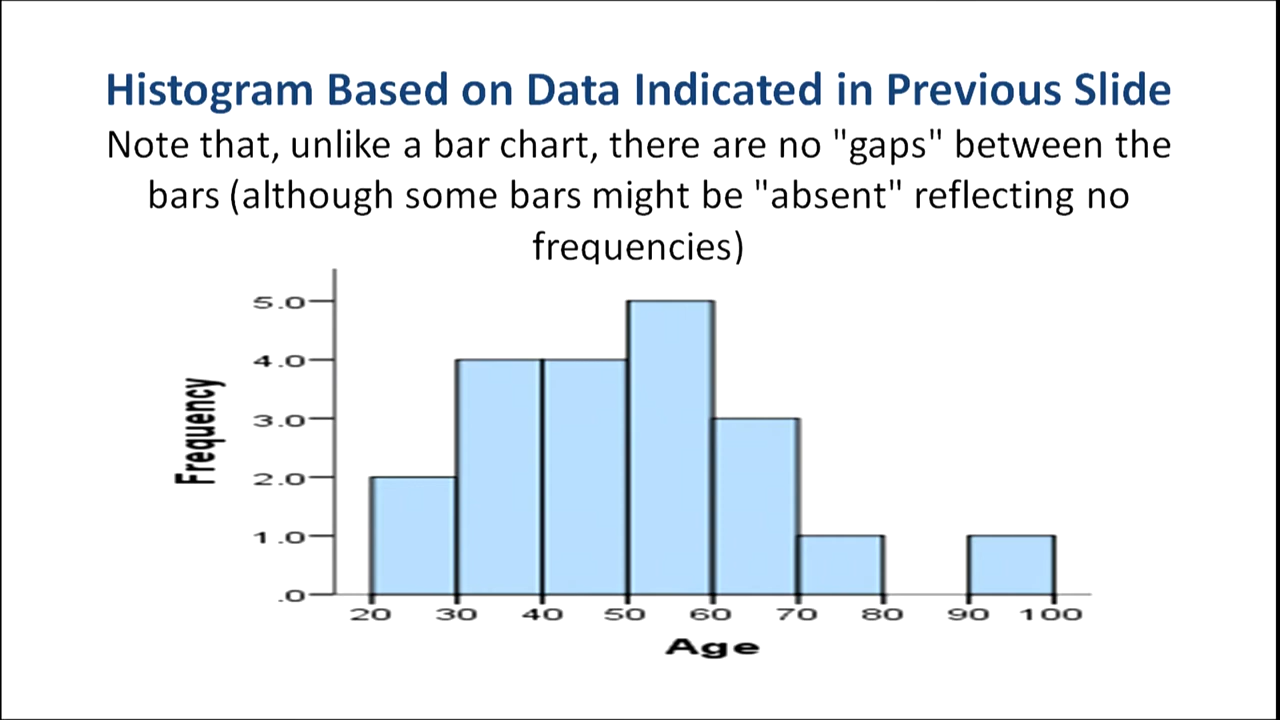 Histogram Based on Data Indicated in Previous Slide
Note that, unlike a bar chart, there are no "gaps" between the
bars (although some bars might be "absent" reflecting no
frequencies)
5.0
4.0
3.0
2.0
1.0
.0
Frequency
20 30 40 50 60 70 80 90 100
Age